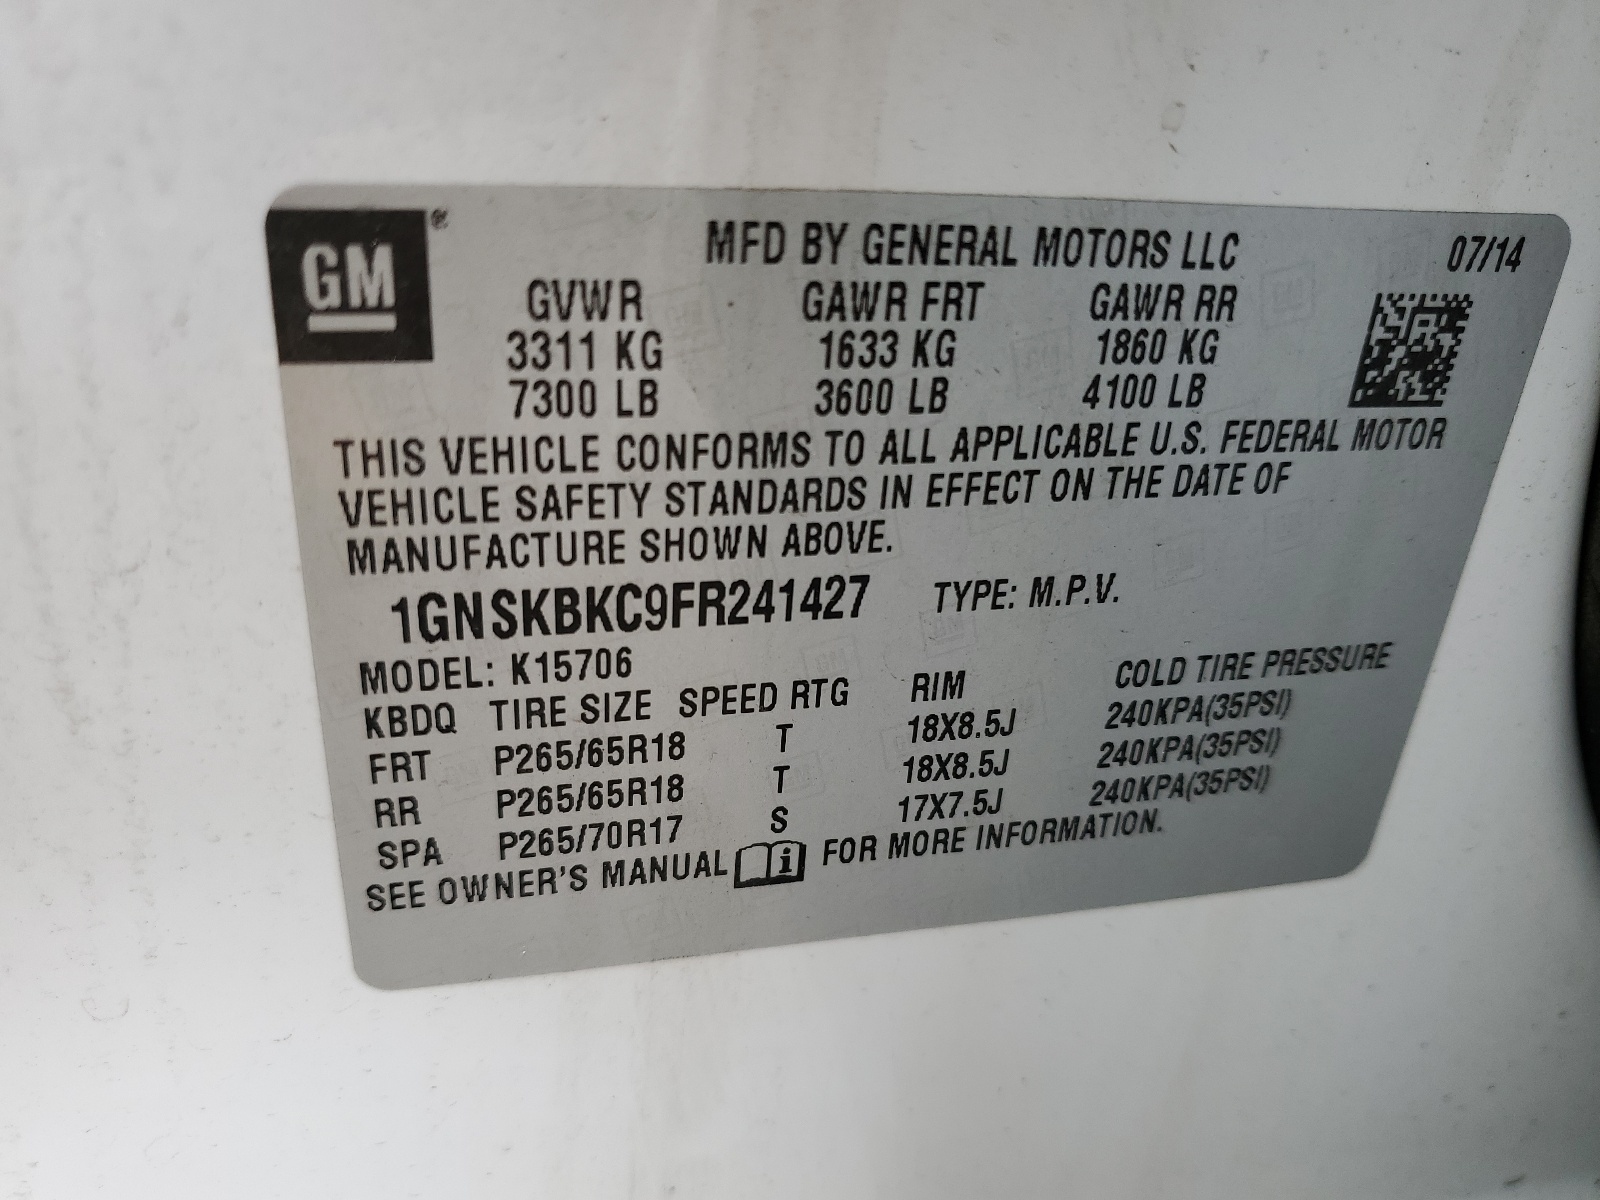 GM ®
MFD BY GENERAL MOTORS LLC 07/14
GVWR GAWR FRT GAWR RR
3311 KG 1633 KG 1860 KG
7300 LB 3600 LB 4100 LB
THIS VEHICLE CONFORMS TO ALL APPLICABLE U.S. FEDERAL MOTOR
VEHICLE SAFETY STANDARDS IN EFFECT ON THE DATE OF
MANUFACTURE SHOWN ABOVE.
1GNSKBKC9FR241427 TYPE: M.P.V.
MODEL: K15706
KBDQ TIRE SIZE SPEED RTG RIM COLD TIRE PRESSURE
FRT P265/65R18 T 18X8.5J 240KPA(35PSI)
RR P265/65R18 T 18X8.5J 240KPA(35PSI)
SPA P265/70R17 S 17X7.5J 240KPA(35PSI)
SEE OWNER'S MANUAL i FOR MORE INFORMATION.